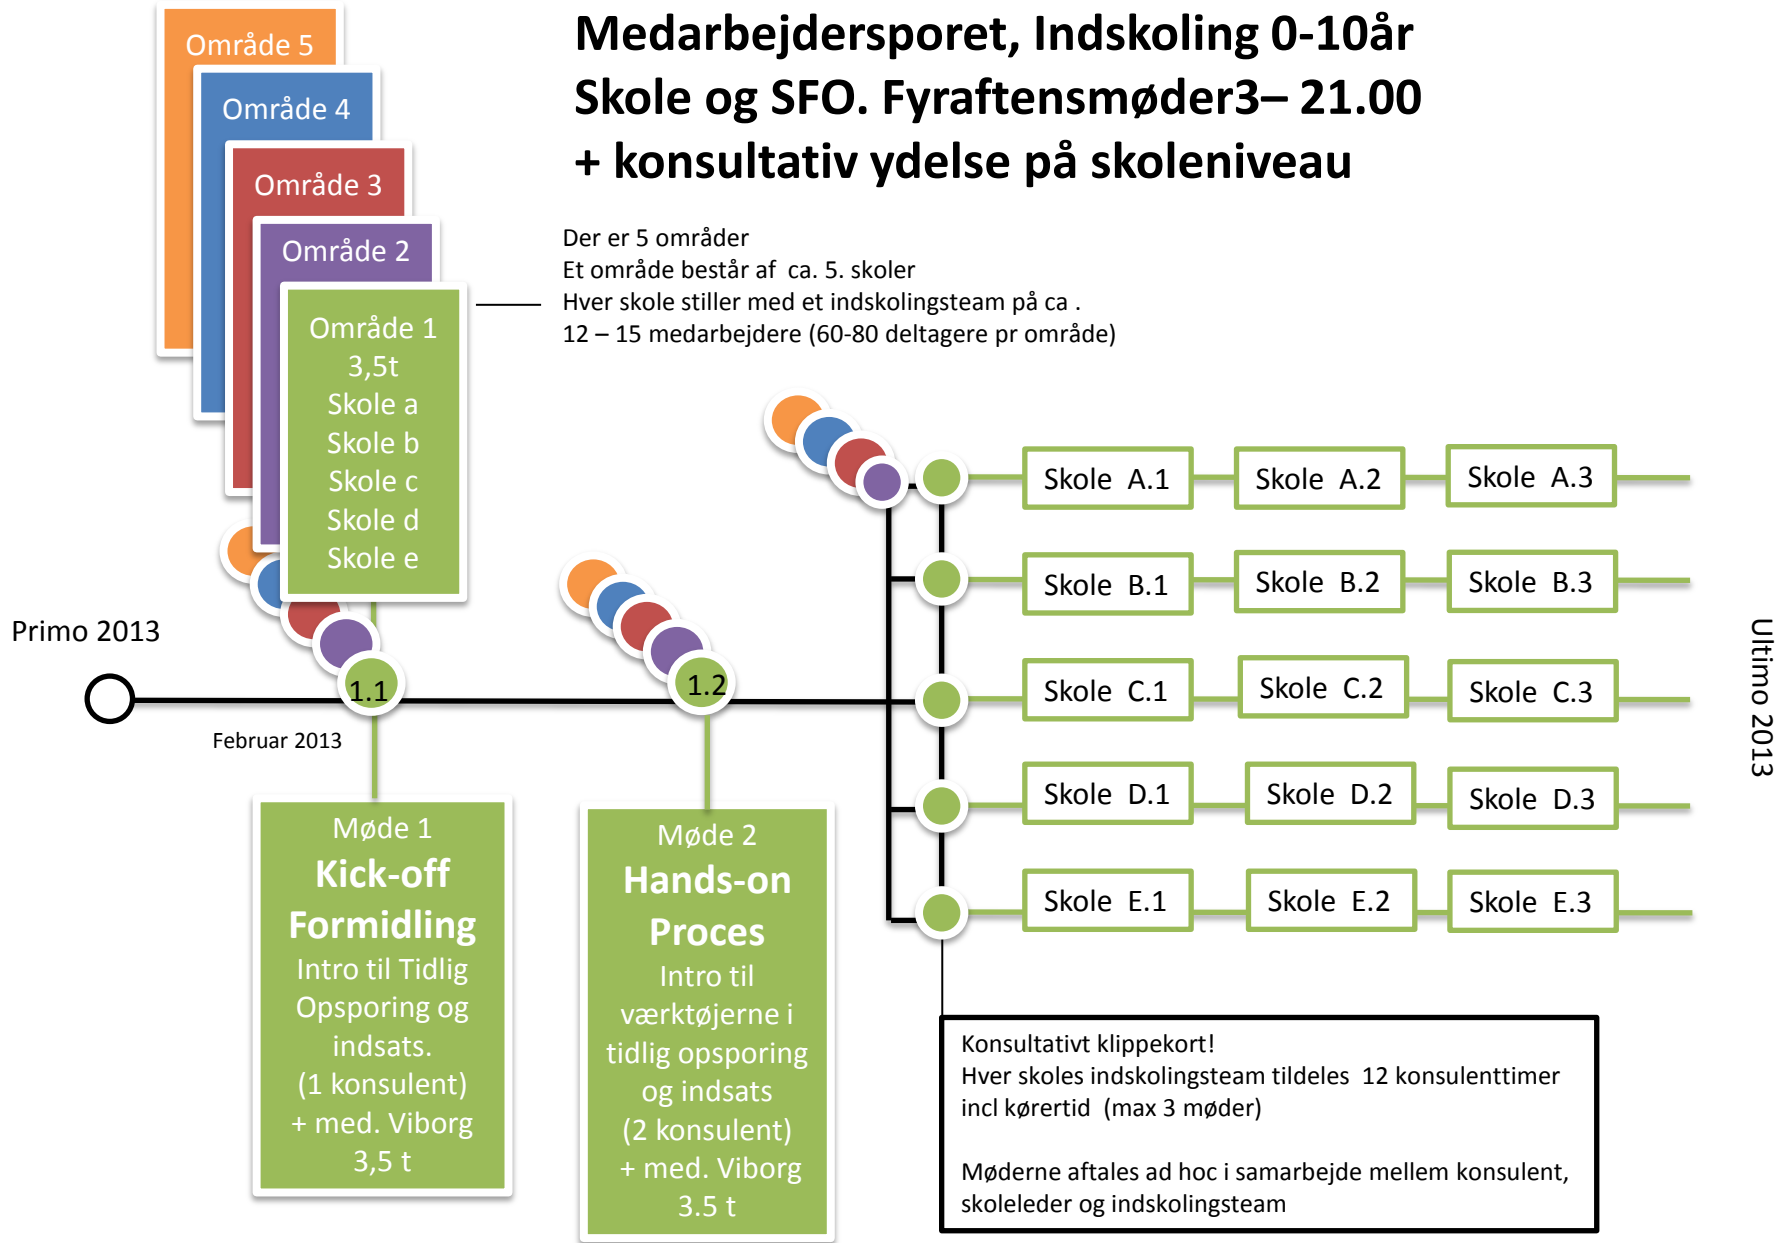 Medarbejdersporet, Indskoling 0-10år
Skole og SFO. Fyraftensmøder3– 21.00
+ konsultativ ydelse på skoleniveau
Område 5
Område 4
Område 3
Område 2
Område 1
3,5t
Skole a
Skole b
Skole c
Skole d
Skole e
Der er 5 områder
Et område består af ca. 5. skoler
Hver skole stiller med et indskolingsteam på ca .
12 – 15 medarbejdere (60-80 deltagere pr område)
Primo 2013
1.1
1.2
Februar 2013
Skole A.1
Skole A.2
Skole A.3
Skole B.1
Skole B.2
Skole B.3
Skole C.1
Skole C.2
Skole C.3
Skole D.1
Skole D.2
Skole D.3
Skole E.1
Skole E.2
Skole E.3
Ultimo 2013
Møde 1
Kick-off
Formidling
Intro til Tidlig
Opsporing og
indsats.
(1 konsulent)
+ med. Viborg
3,5 t
Møde 2
Hands-on
Proces
Intro til
værktøjerne i
tidlig opsporing
og indsats
(2 konsulent)
+ med. Viborg
3.5 t
Konsultativt klippekort!
Hver skoles indskolingsteam tildeles 12 konsulenttimer
incl kørertid (max 3 møder)
Møderne aftales ad hoc i samarbejde mellem konsulent,
skoleleder og indskolingsteam